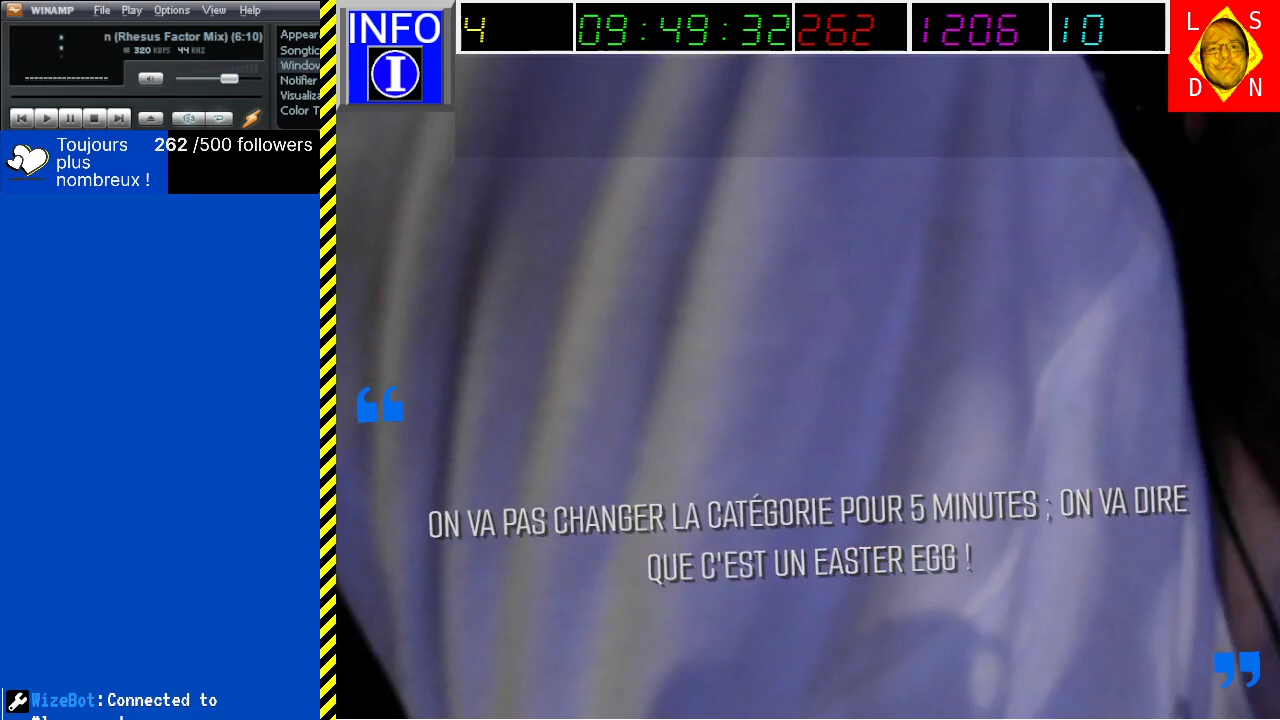 WINAMP File Play Options View Help
n (Rhesus Factor Mix) (6:10)
320 KBPS 44 KHZ
Appear
Songtic
Window
Notifier
Visualiz
Color T
Toujours
plus
nombreux !
262 /500 followers
INFO
I
4
09:49:32
262
1206
10
L S
D N
“
ON VA PAS CHANGER LA CATÉGORIE POUR 5 MINUTES ; ON VA DIRE
QUE C'EST UN EASTER EGG !
”
WizeBot:Connected to